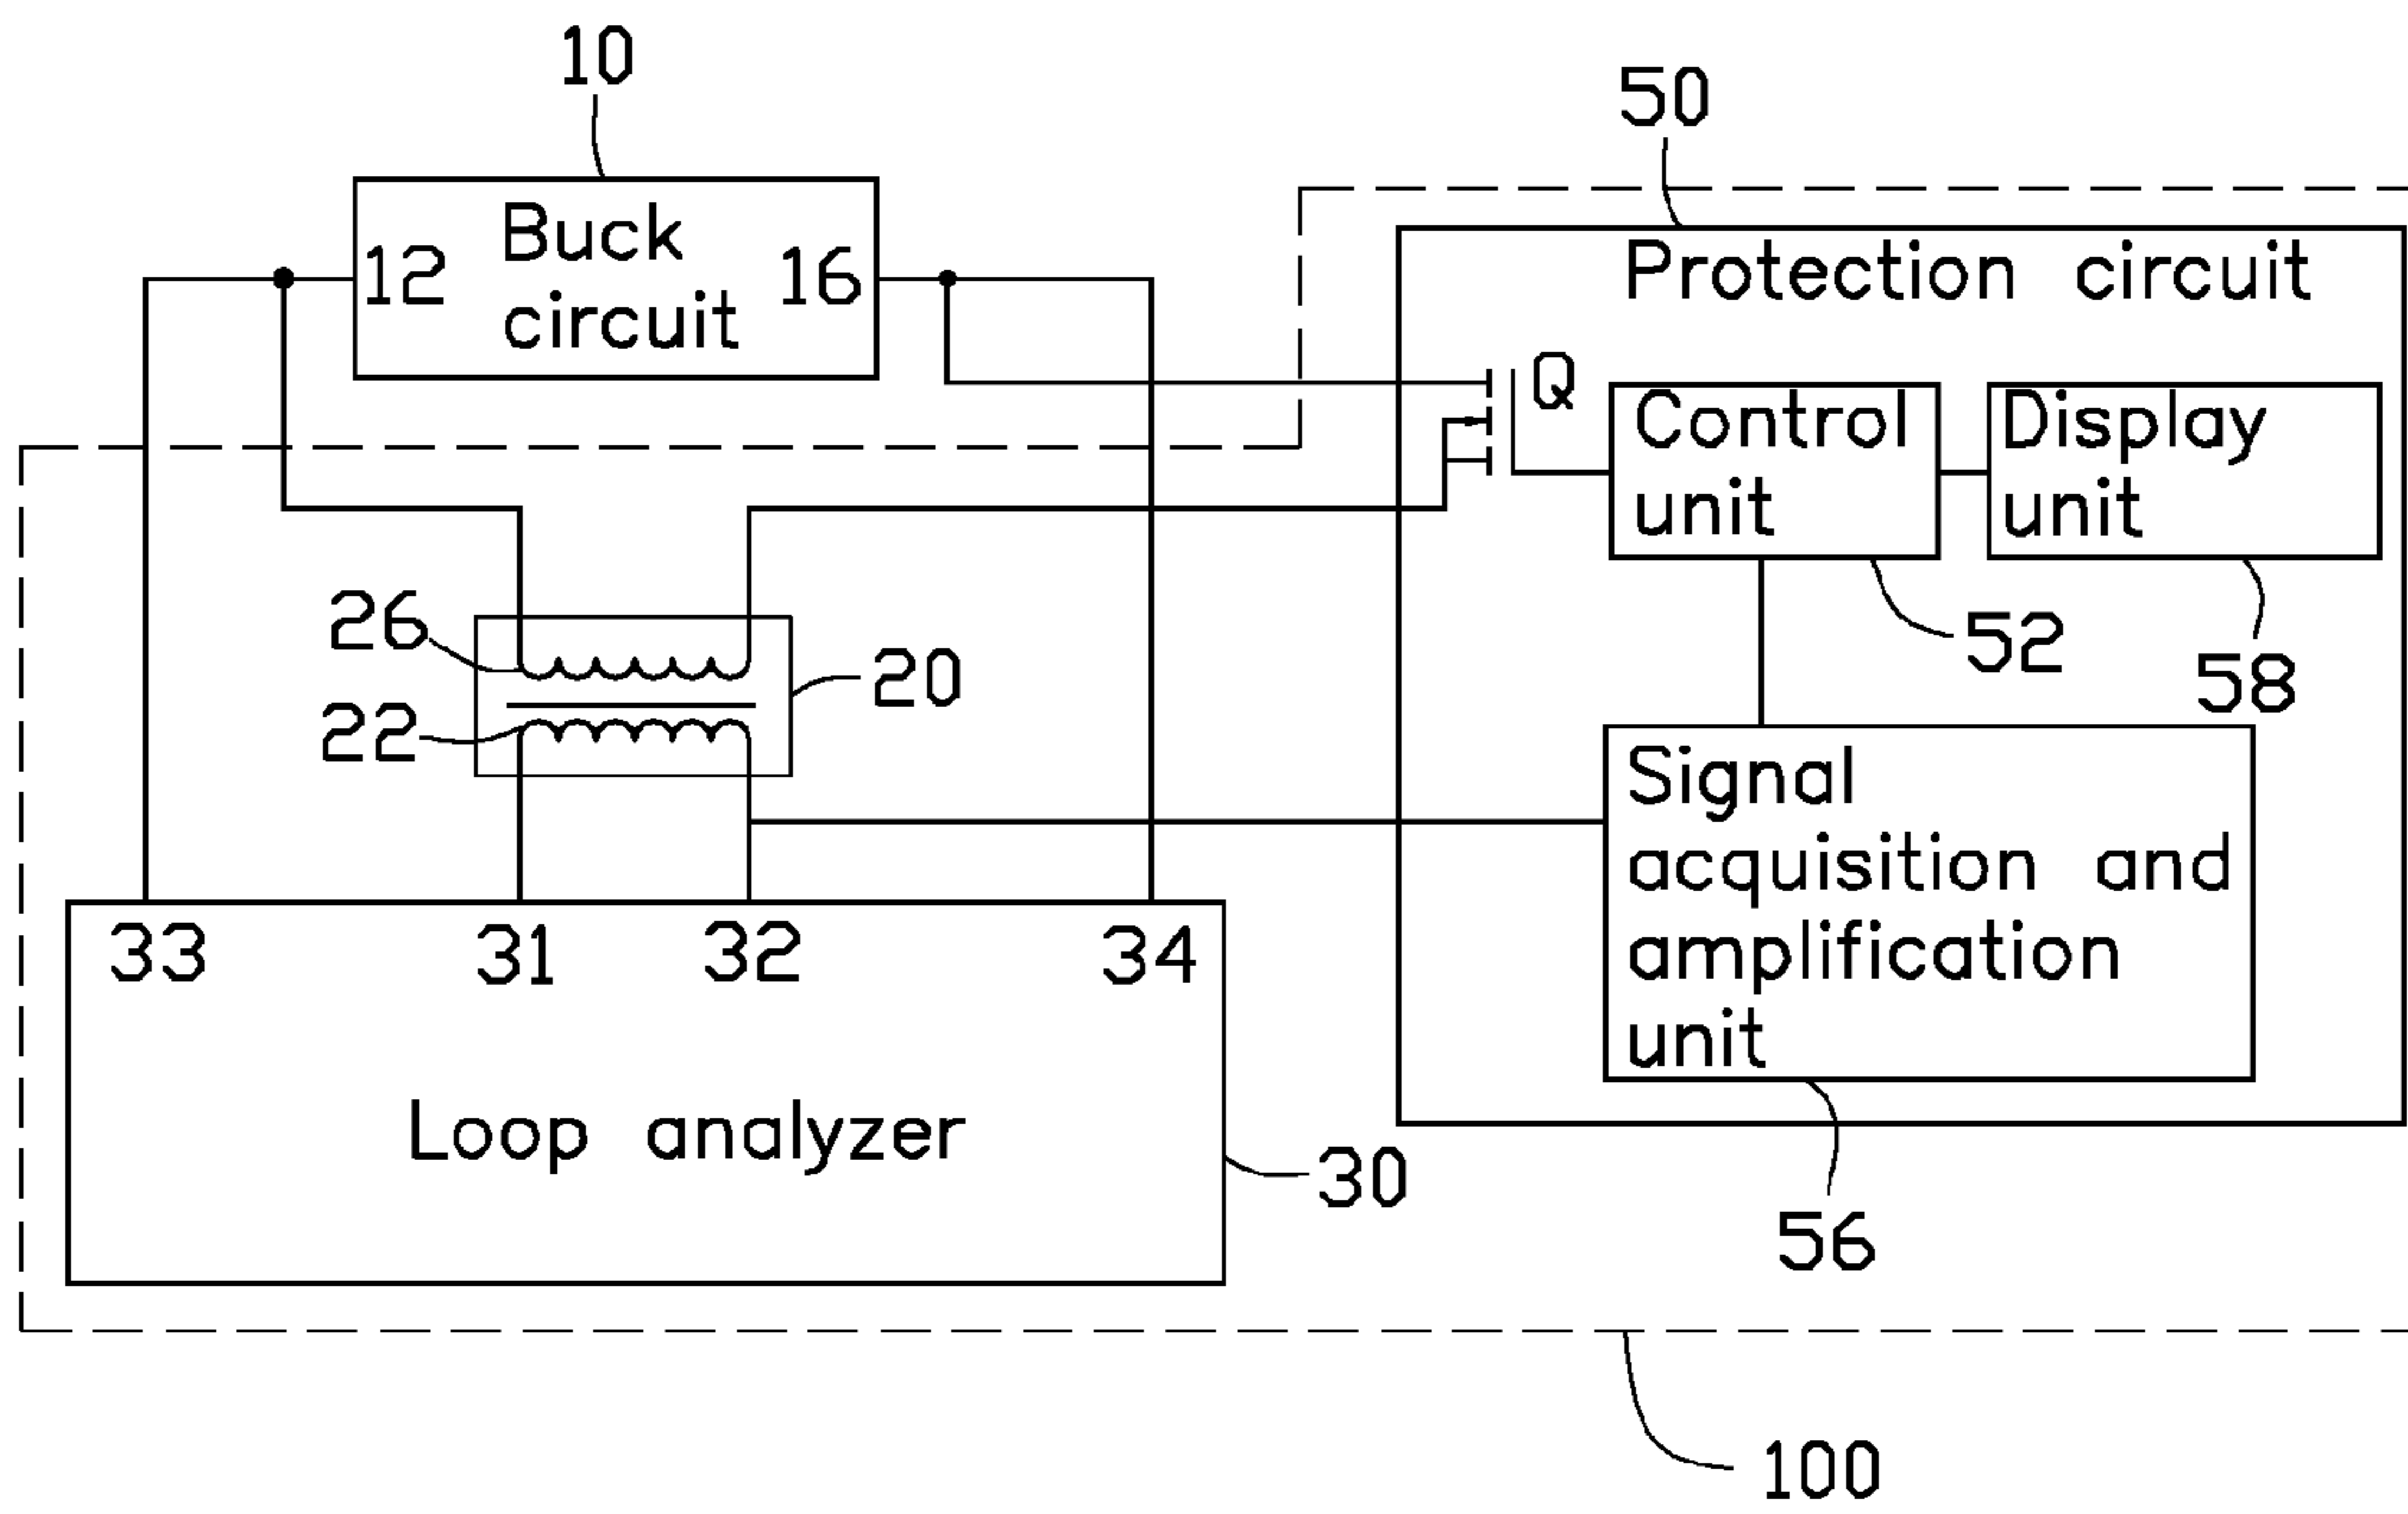 10
50
12
Buck
circuit
16
Protection circuit
Q
Control
unit
Display
unit
26
20
22
52
58
Signal
acquisition and
amplification
unit
33
31
32
34
Loop analyzer
30
56
100